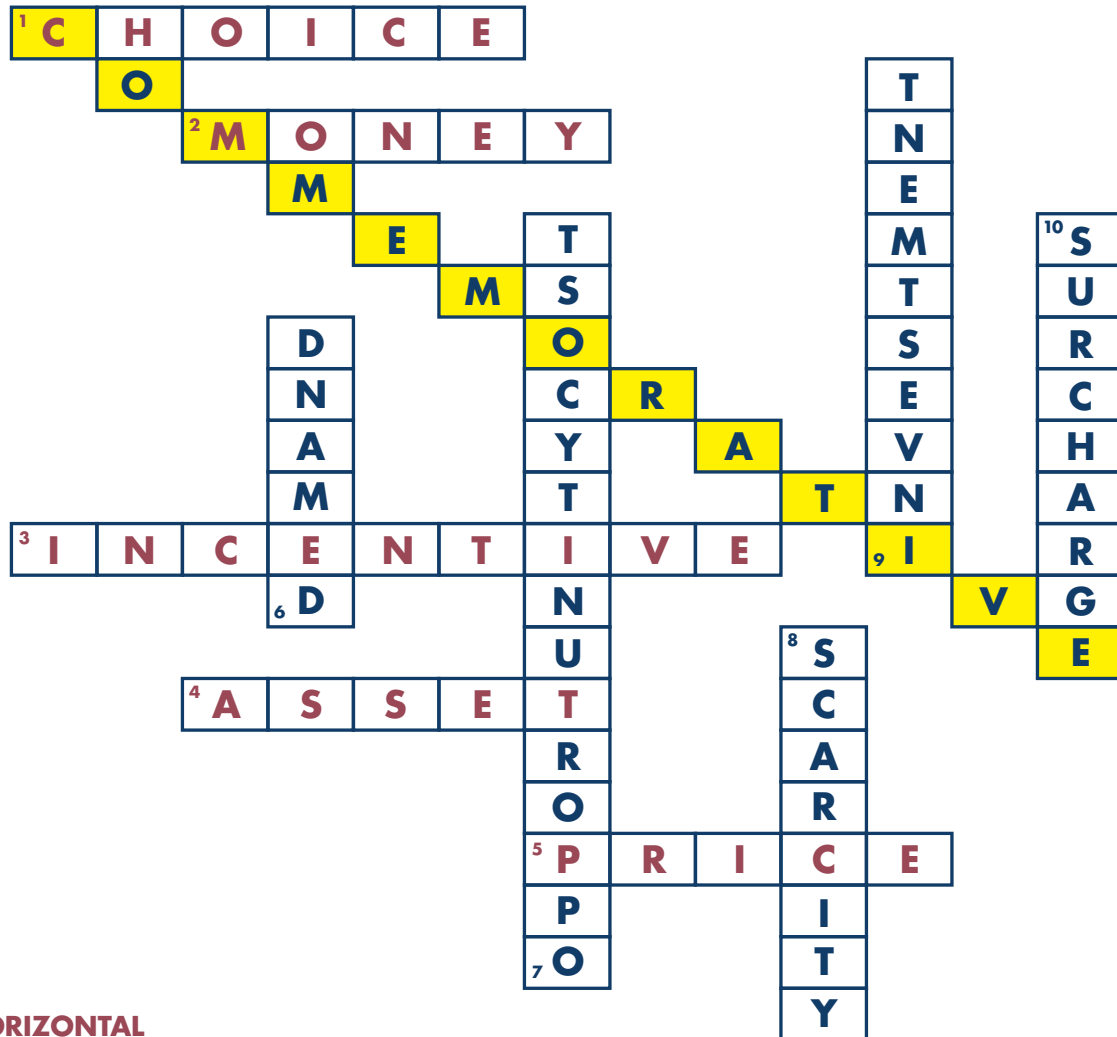 1 C H O I C E
O T
2 M O N E Y N
M E
E T M 10 S
M S T U
D O S R
N C R E C
A Y A V H
M T T N A
3 I N C E N T I V E 9 I R
6 D N V G
U 8 S E
4 A S S E T C
R A
O R
5 P R I C E
P I
7 O T
Y
ORIZONTAL